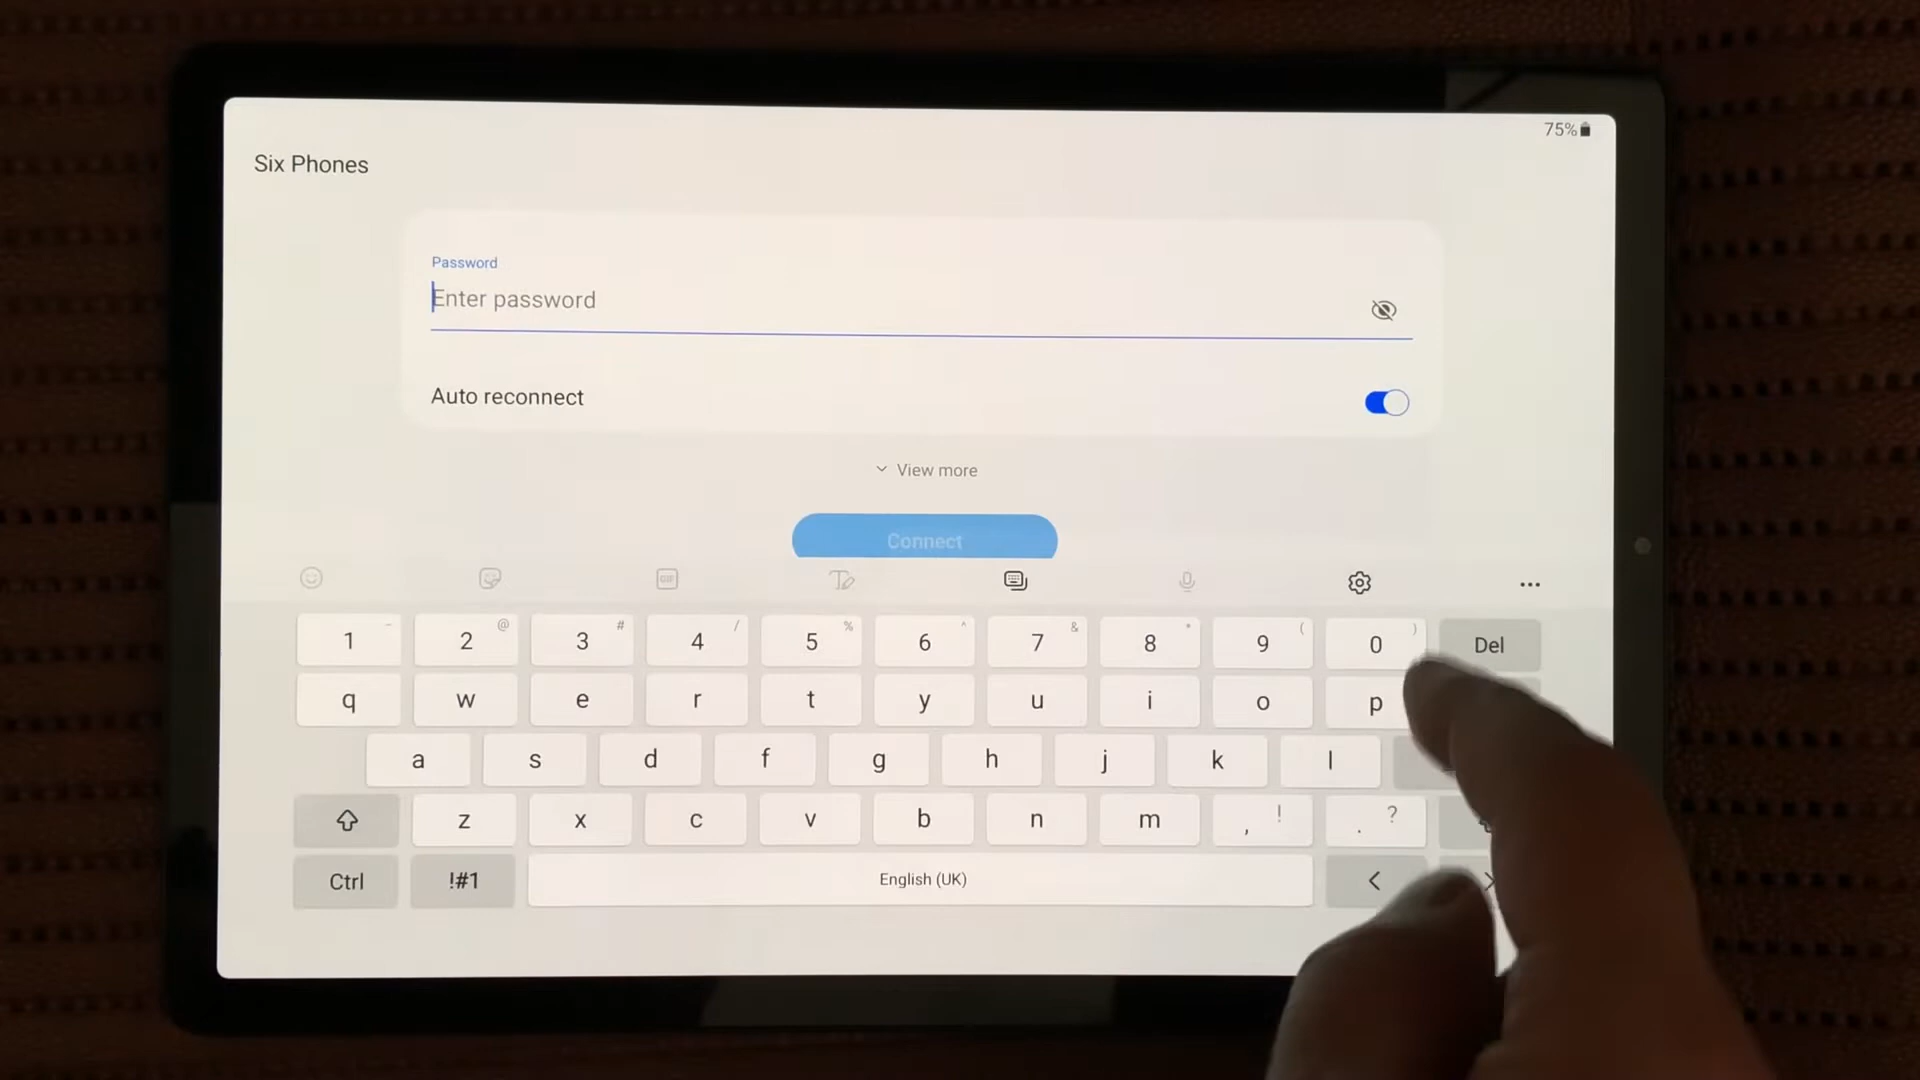 75%
Six Phones
Password
Enter password
Auto reconnect
View more
Connect
GIF
1 2 @ 3 # 4 / 5 % 6 ^ 7 & 8 * 9 ( 0 ) Del
q w e r t y u i o p
a s d f g h j k l
z x c v b n m , ! . ?
Ctrl !#1 English (UK) < >